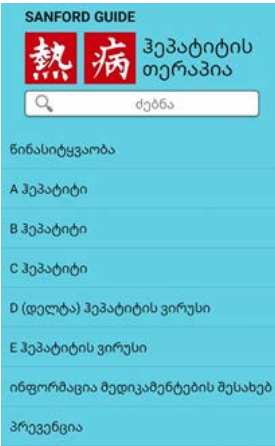 SANFORD GUIDE
熱 病
ჰეპატიტის
თერაპია
ძებნა
წინასიტყვაობა
A ჰეპატიტი
B ჰეპატიტი
C ჰეპატიტი
D (დელტა) ჰეპატიტის ვირუსი
E ჰეპატიტის ვირუსი
ინფორმაცია მედიკამენტების შესახებ
პრევენცია